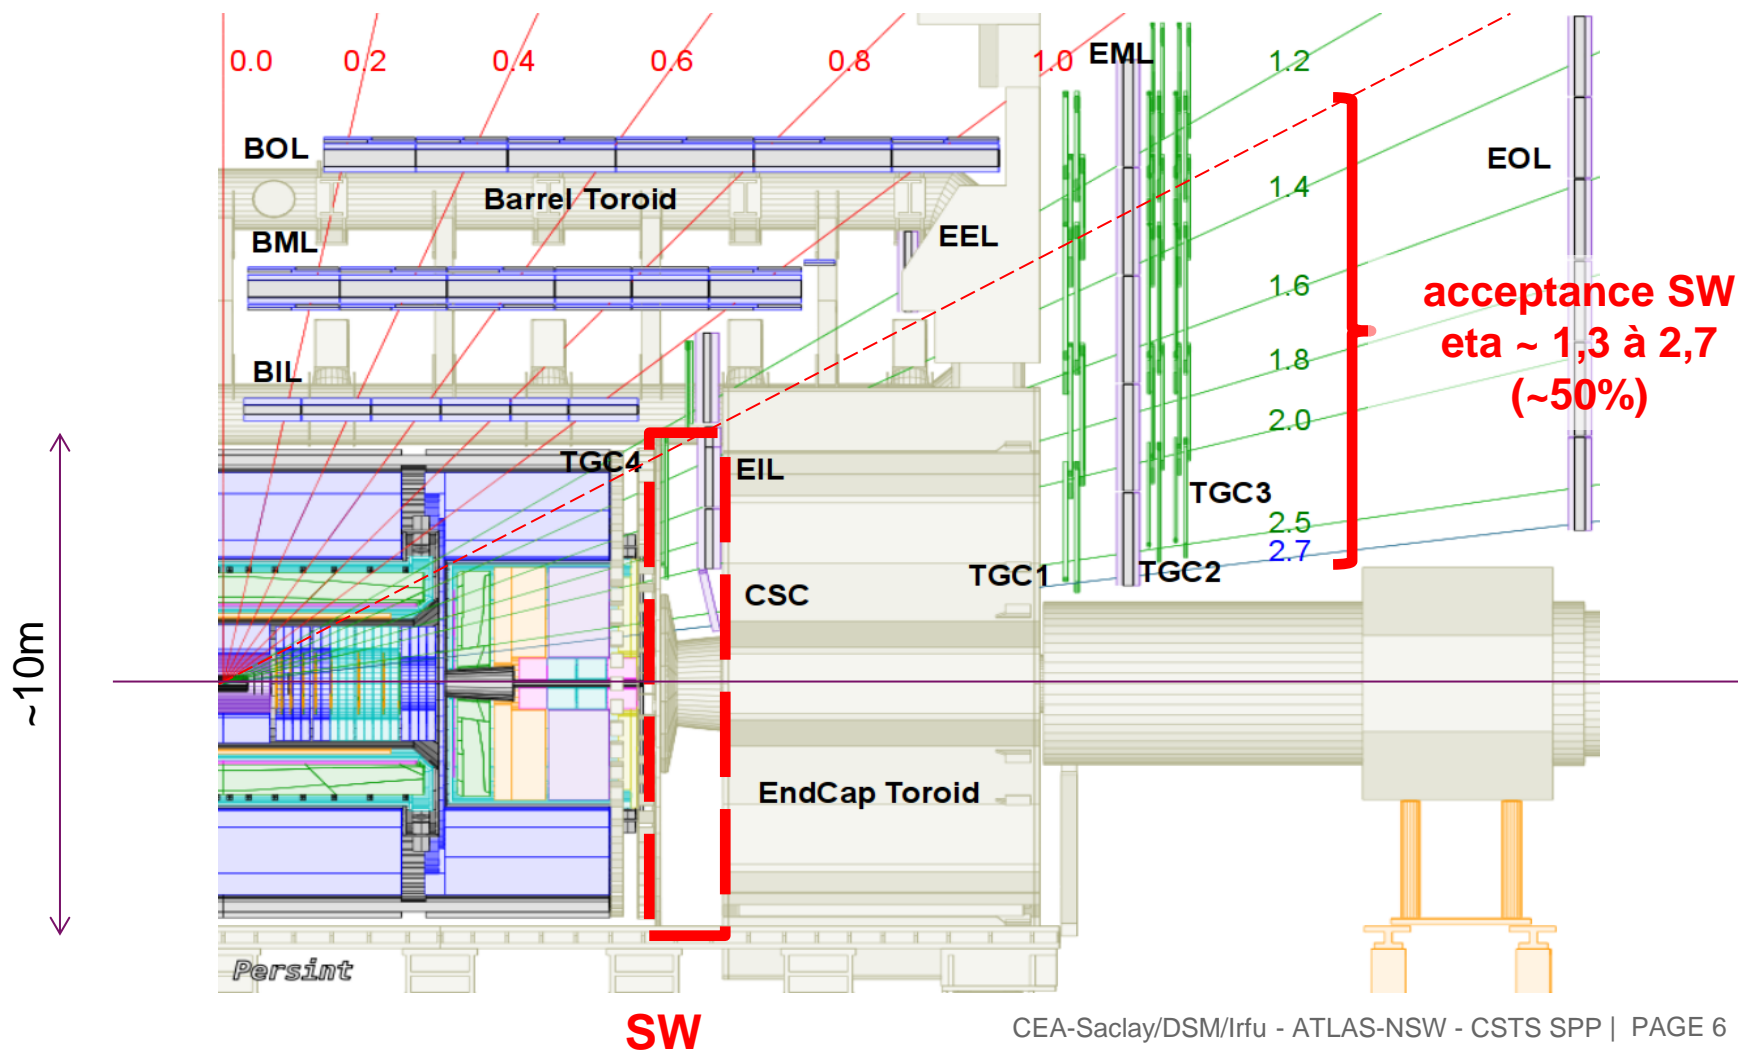 0.0 0.2 0.4 0.6 0.8 1.0 EML 1.2
BOL
EOL
Barrel Toroid
1.4
BML
EEL
1.6
acceptance SW
eta ~ 1,3 à 2,7
(~50%)
1.8
BIL
2.0
TGC4
EIL
TGC3
2.5
2.7
TGC1
TGC2
CSC
~10m
EndCap Toroid
Persint
SW
CEA-Saclay/DSM/Irfu - ATLAS-NSW - CSTS SPP | PAGE 6